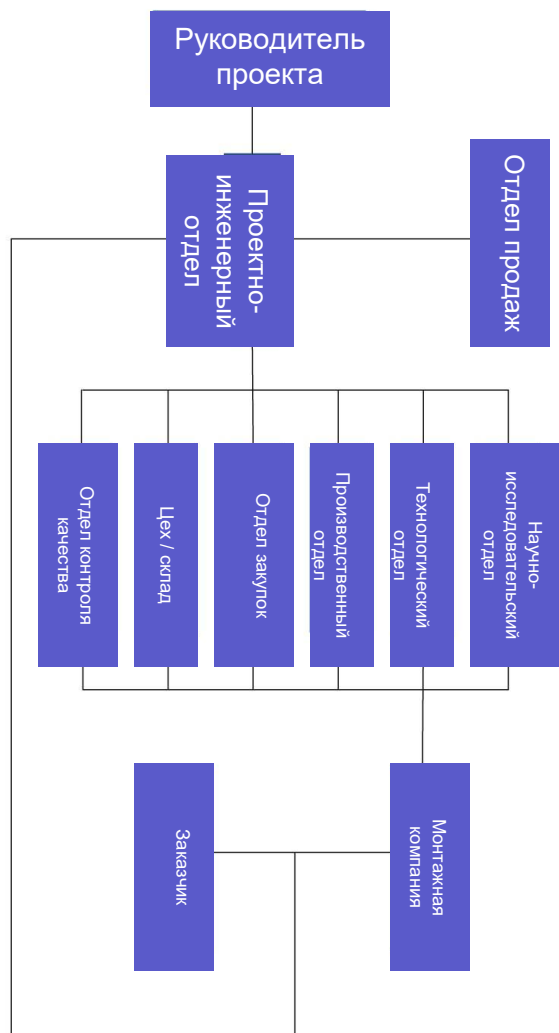 Руководитель
проекта
Проектно-
инженерный
отдел
Отдел продаж
Отдел контроля
качества
Цех / склад
Отдел закупок
Производственный
отдел
Технологический
отдел
Научно-
исследовательский
отдел
Заказчик
Монтажная
компания